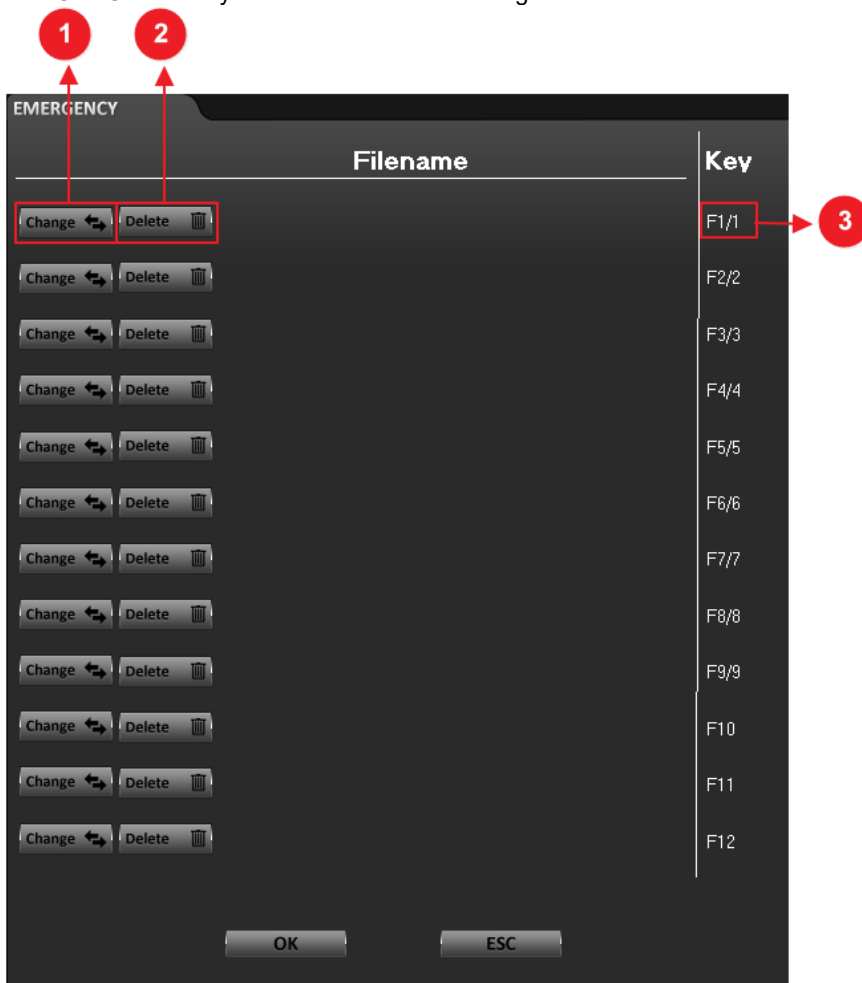 1 2
EMERGENCY
Filename Key
Change Delete F1/1 3
Change Delete F2/2
Change Delete F3/3
Change Delete F4/4
Change Delete F5/5
Change Delete F6/6
Change Delete F7/7
Change Delete F8/8
Change Delete F9/9
Change Delete F10
Change Delete F11
Change Delete F12
OK ESC